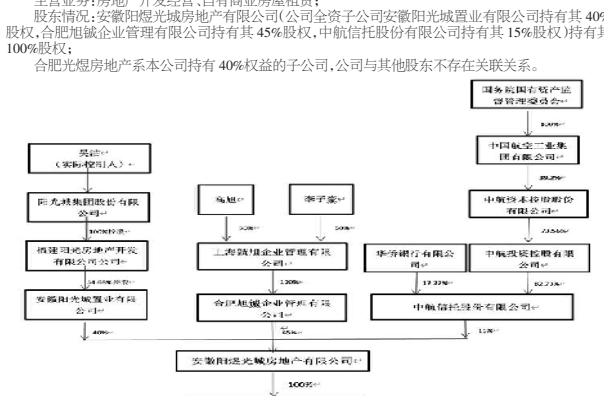 主营业务:房地产开发经营、自有商业房屋租赁;
股东情况:安徽阳煜光城房地产有限公司(公司全资子公司安徽阳光城置业有限公司持有其40%
股权,合肥旭铖企业管理有限公司持有其45%股权,中航信托股份有限公司持有其15%股权)持有其
100%股权;
合肥光煜房地产系本公司持有40%权益的子公司,公司与其他股东不存在关联关系。
国务院国有资产监
督管理委员会
100%
吴洁
(实际控制人)
中国航空工业集
团有限公司
39.2%
阳光城集团股份有限
公司
高旭
中航资本控股股份
有限公司
100%控股
50%
50%
73.56%
福建阳光房地产开发
有限公司公司
企业管理有限
公司
华侨银行有限公
司
中航投资控股有限
公司
100%
17.27%
82.73%
安徽阳光城置业有限
公司
合肥旭铖企业管理有限
公司
中航信托股份有限公司
40%
45%
15%
安徽阳煜光城房地产有限公司
100%